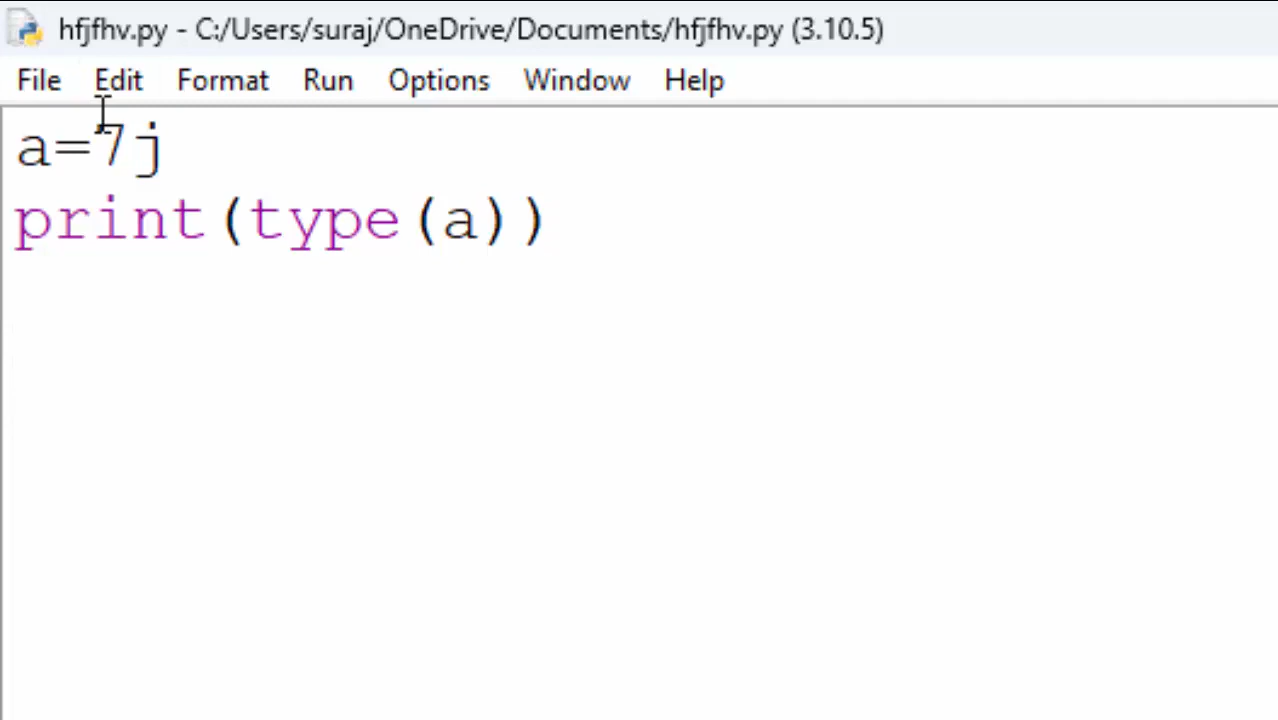 hfjfhv.py - C:/Users/suraj/OneDrive/Documents/hfjfhv.py (3.10.5)
File Edit Format Run Options Window Help
a=7j
print(type(a))